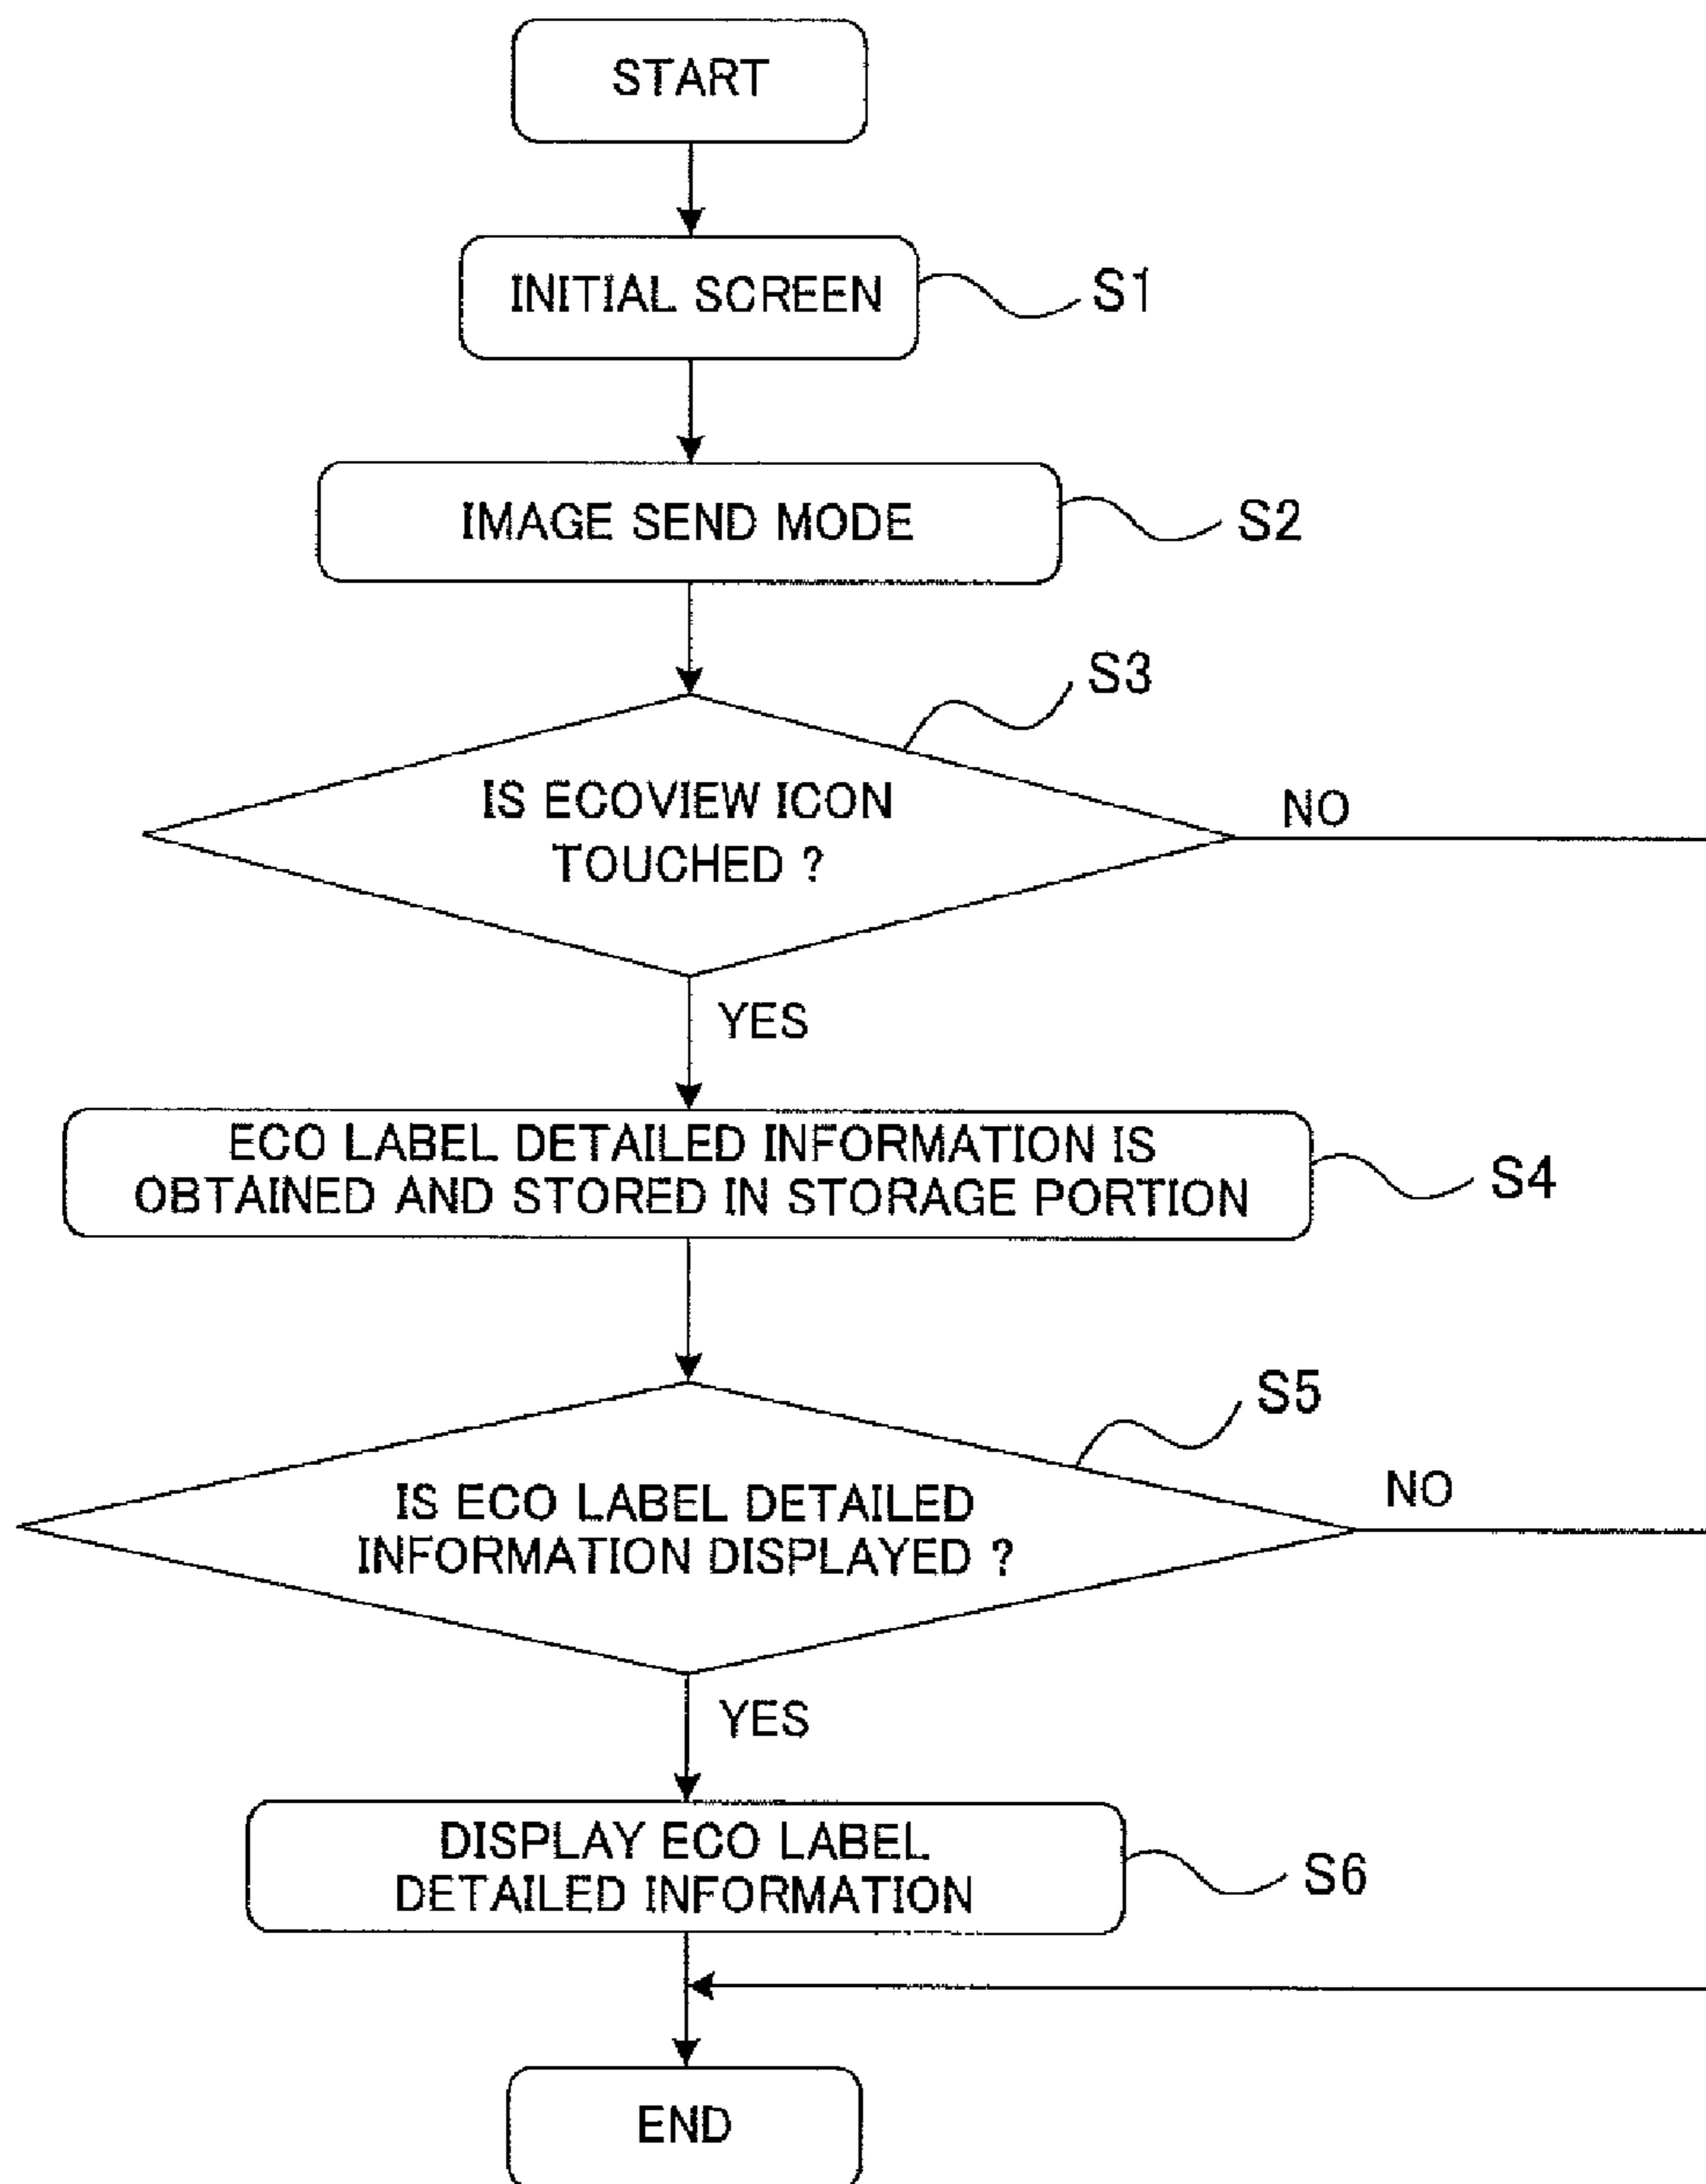 START
INITIAL SCREEN
S1
IMAGE SEND MODE
S2
S3
IS ECOVIEW ICON
TOUCHED ?
NO
YES
ECO LABEL DETAILED INFORMATION IS
OBTAINED AND STORED IN STORAGE PORTION
S4
S5
IS ECO LABEL DETAILED
INFORMATION DISPLAYED ?
NO
YES
DISPLAY ECO LABEL
DETAILED INFORMATION
S6
END